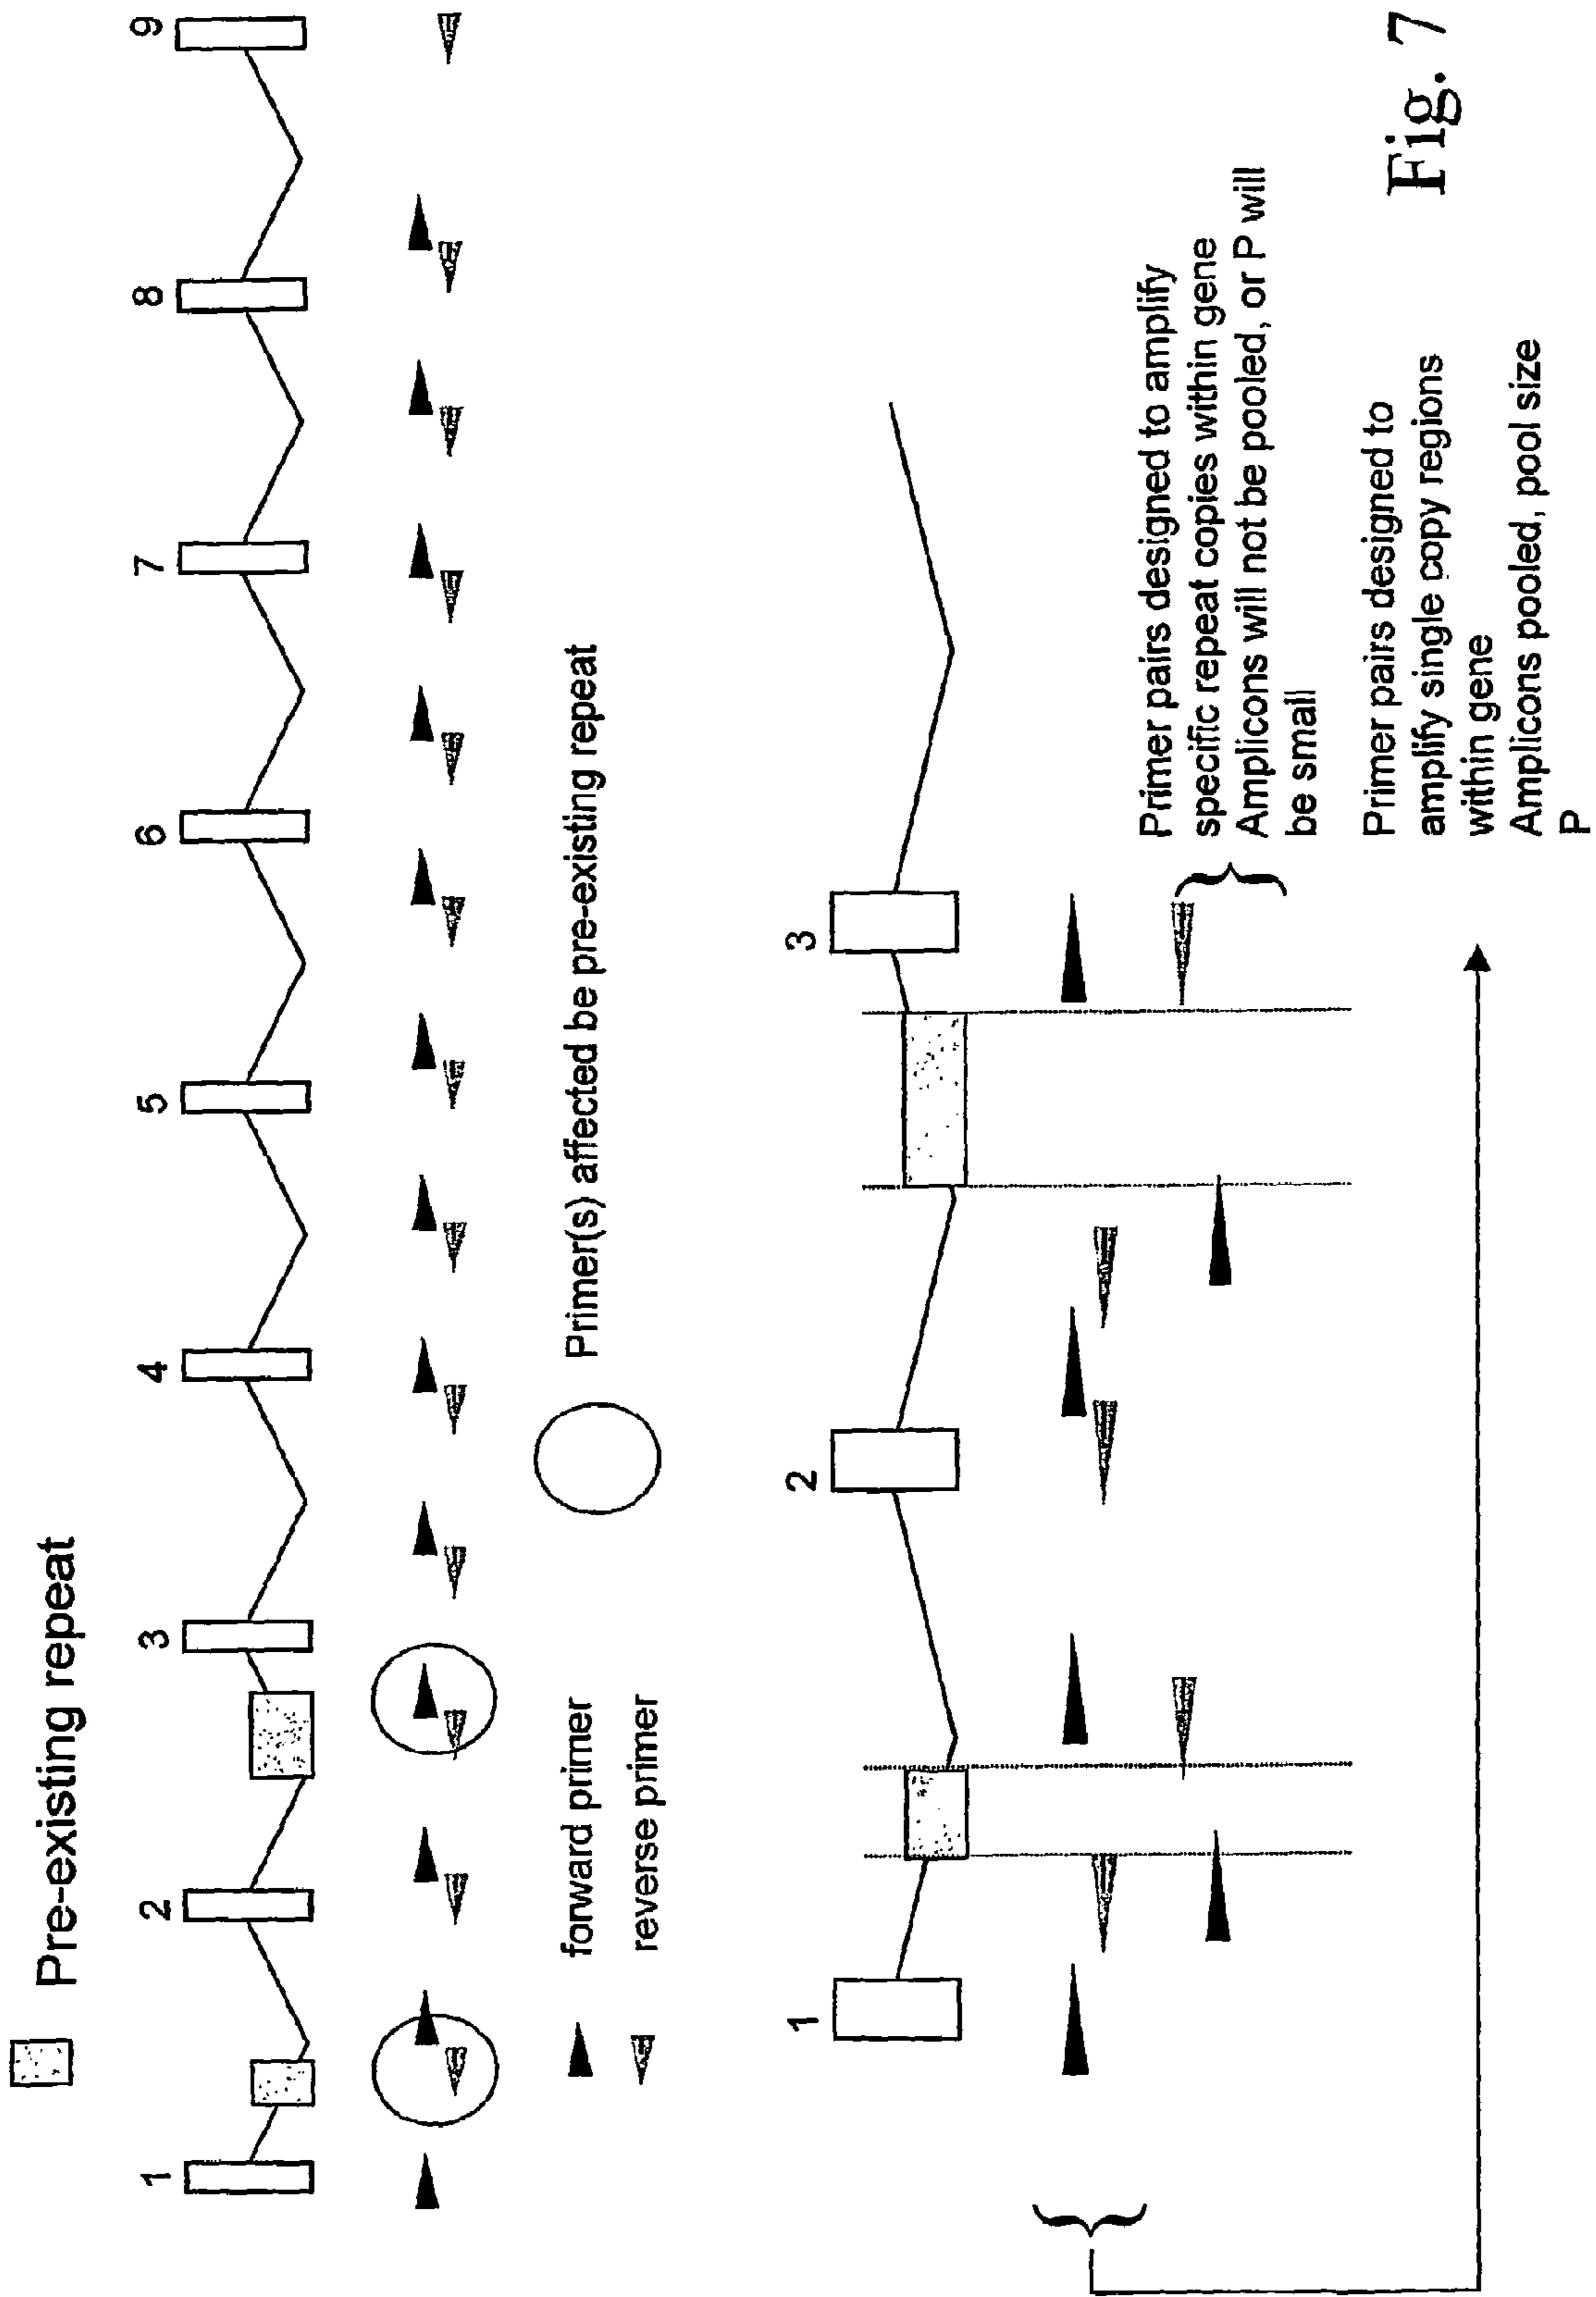 Pre-existing repeat
1 2 3 4 5 6 7 8 9
forward primer
reverse primer
Primer(s) affected be pre-existing repeat
1 2 3
Primer pairs designed to amplify
specific repeat copies within gene
Amplicons will not be pooled, or P will
be small
Primer pairs designed to
amplify single copy regions
within gene
Amplicons pooled, pool size
P
Fig. 7